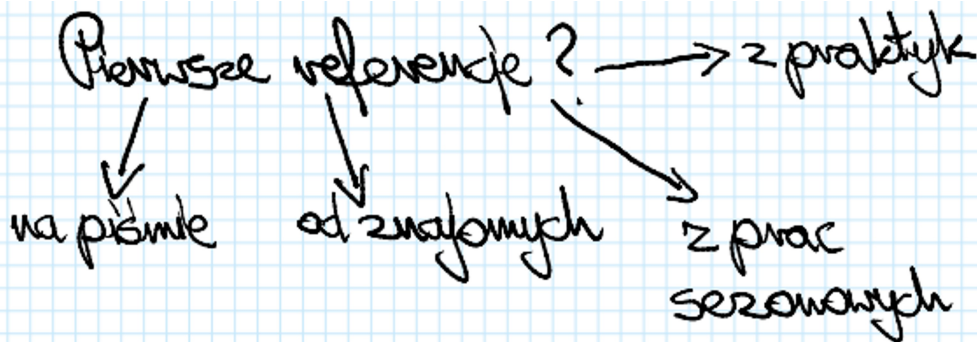 Pierwsze referencje? → z praktyk
na piśmie
od znajomych
z prac
sezonowych